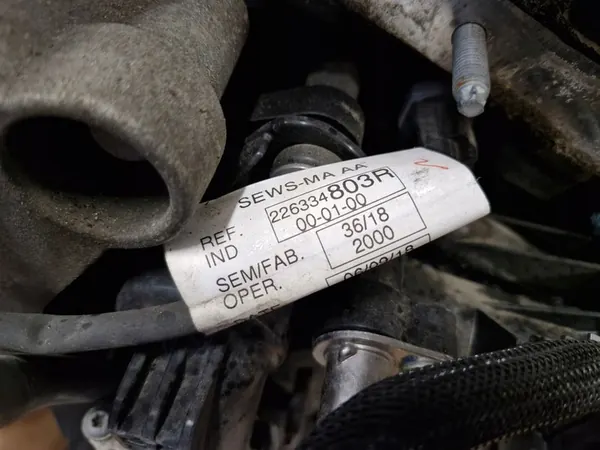 SEWS-MA AA
REF. 226334803R
IND 00-01-00
SEM/FAB. 36/18
OPER. 2000